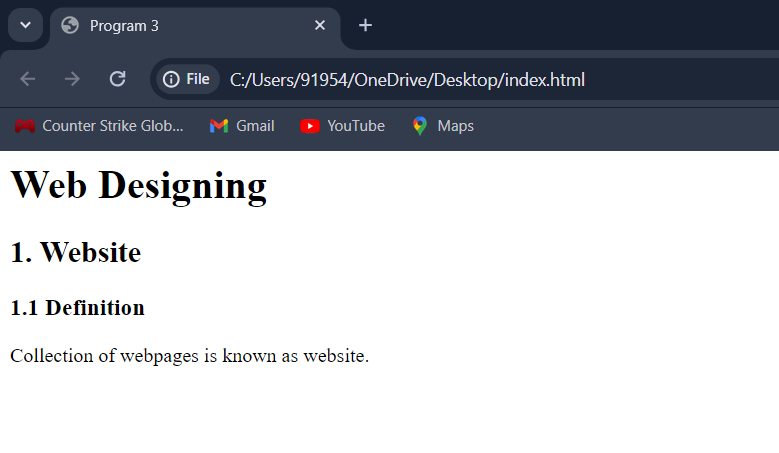 Program 3
File C:/Users/91954/OneDrive/Desktop/index.html
Counter Strike Glob... Gmail YouTube Maps
Web Designing
1. Website
1.1 Definition
Collection of webpages is known as website.